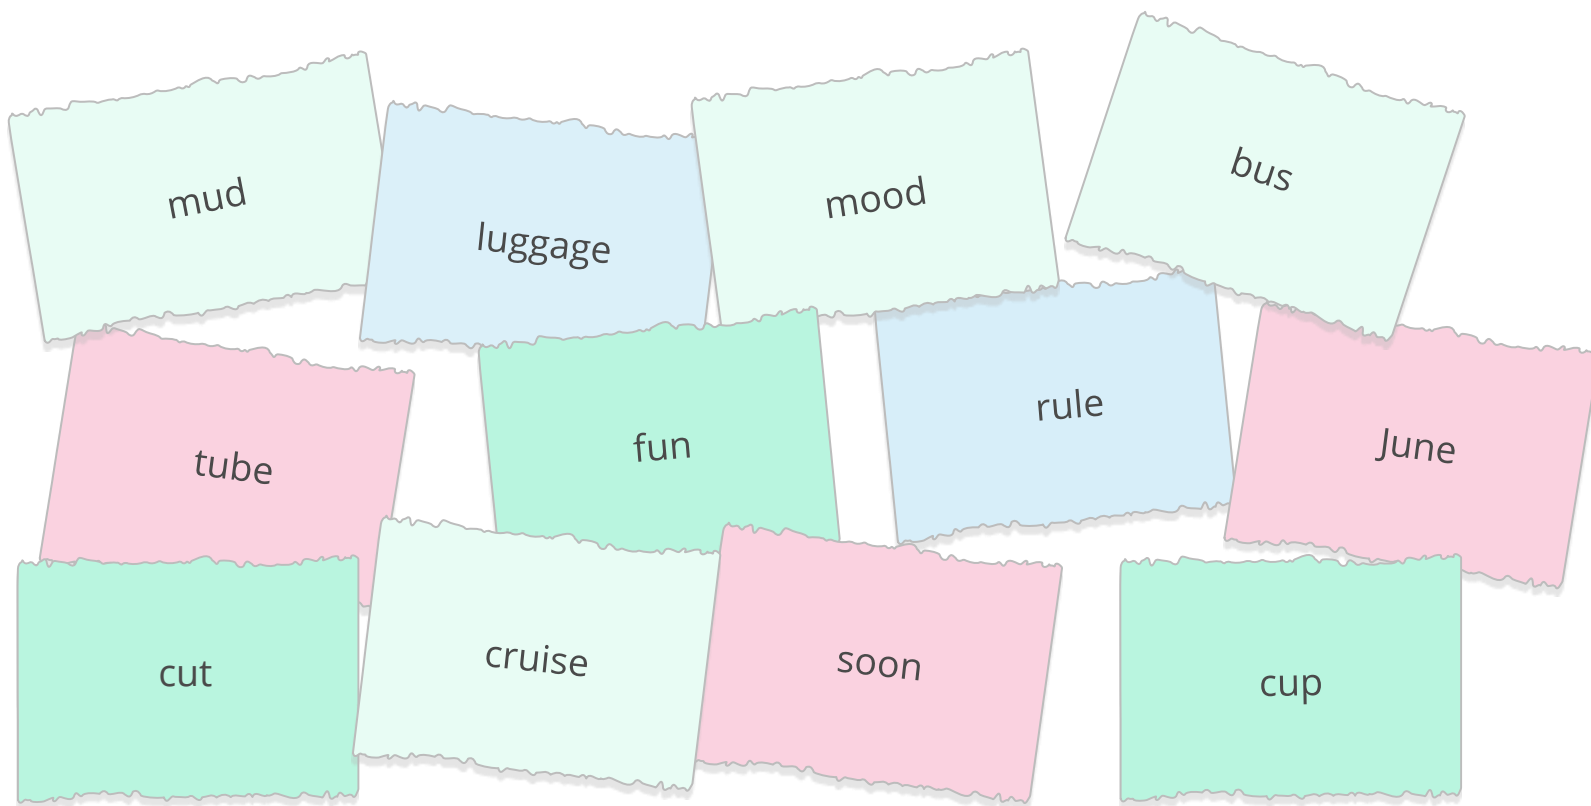 mud
luggage
mood
bus
tube
fun
rule
June
cut
cruise
soon
cup